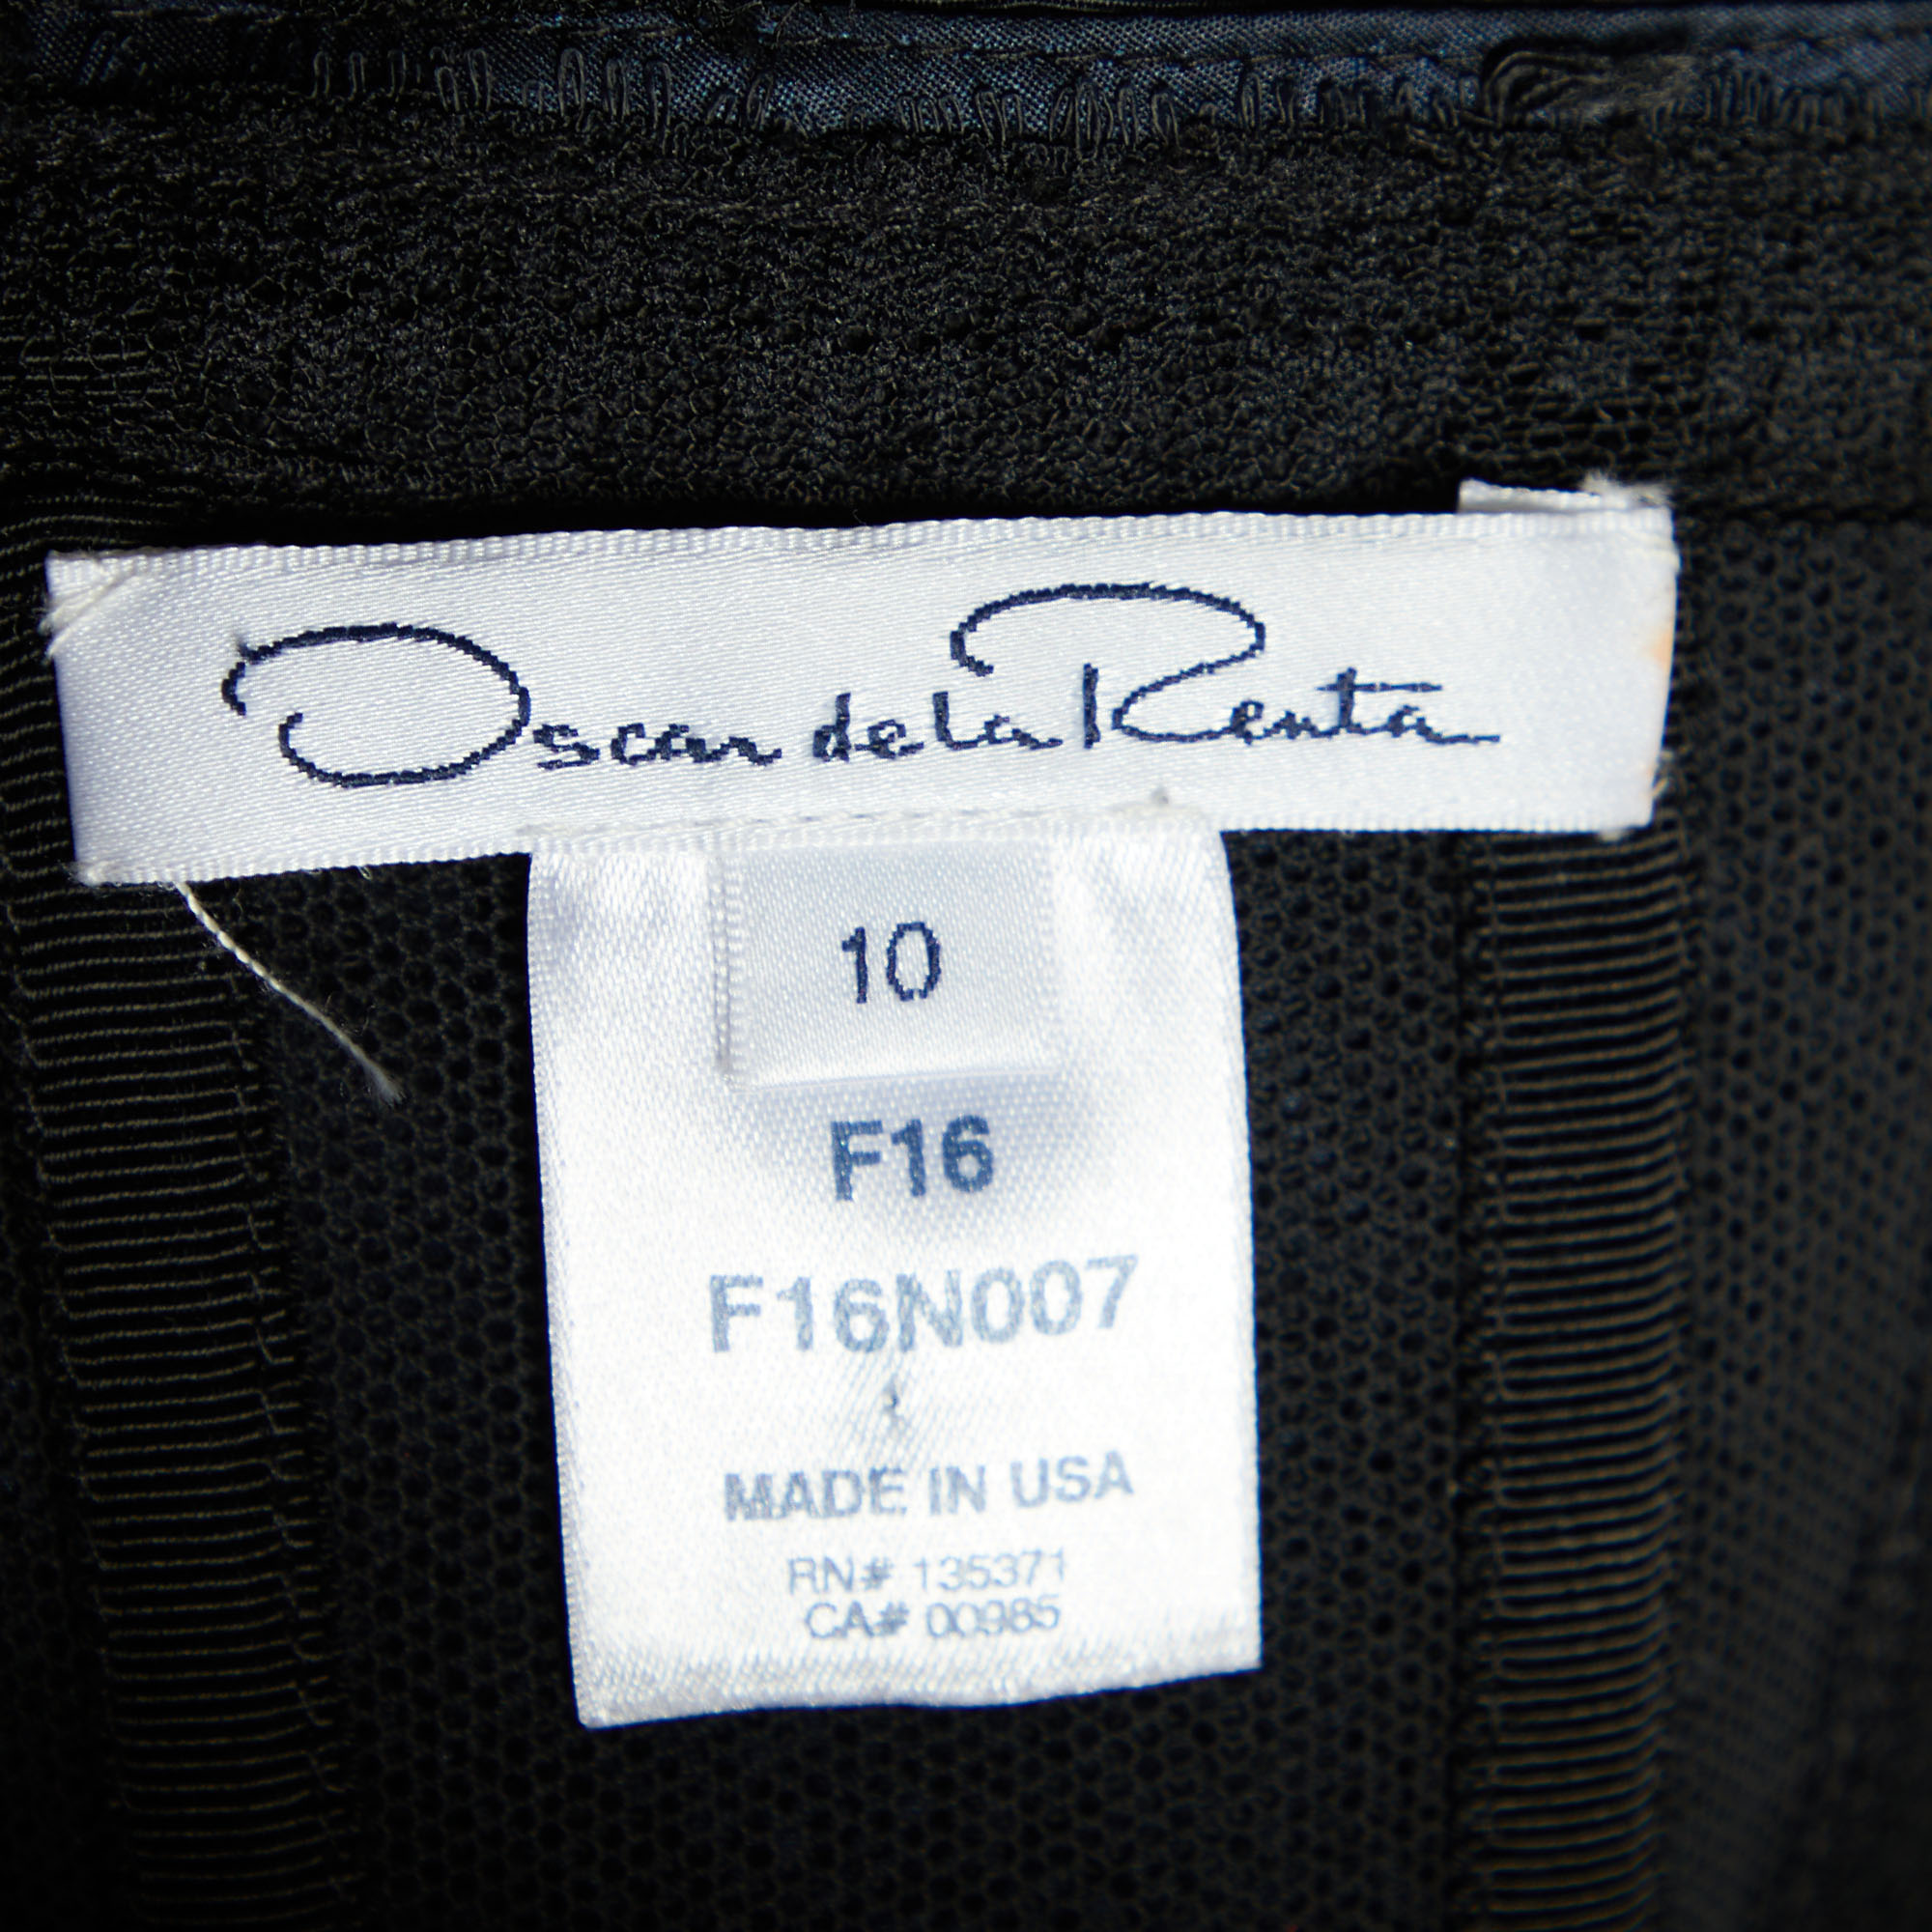 Oscar de la Renta
10
F16
F16N007
MADE IN USA
RN# 135371
CA# 00985